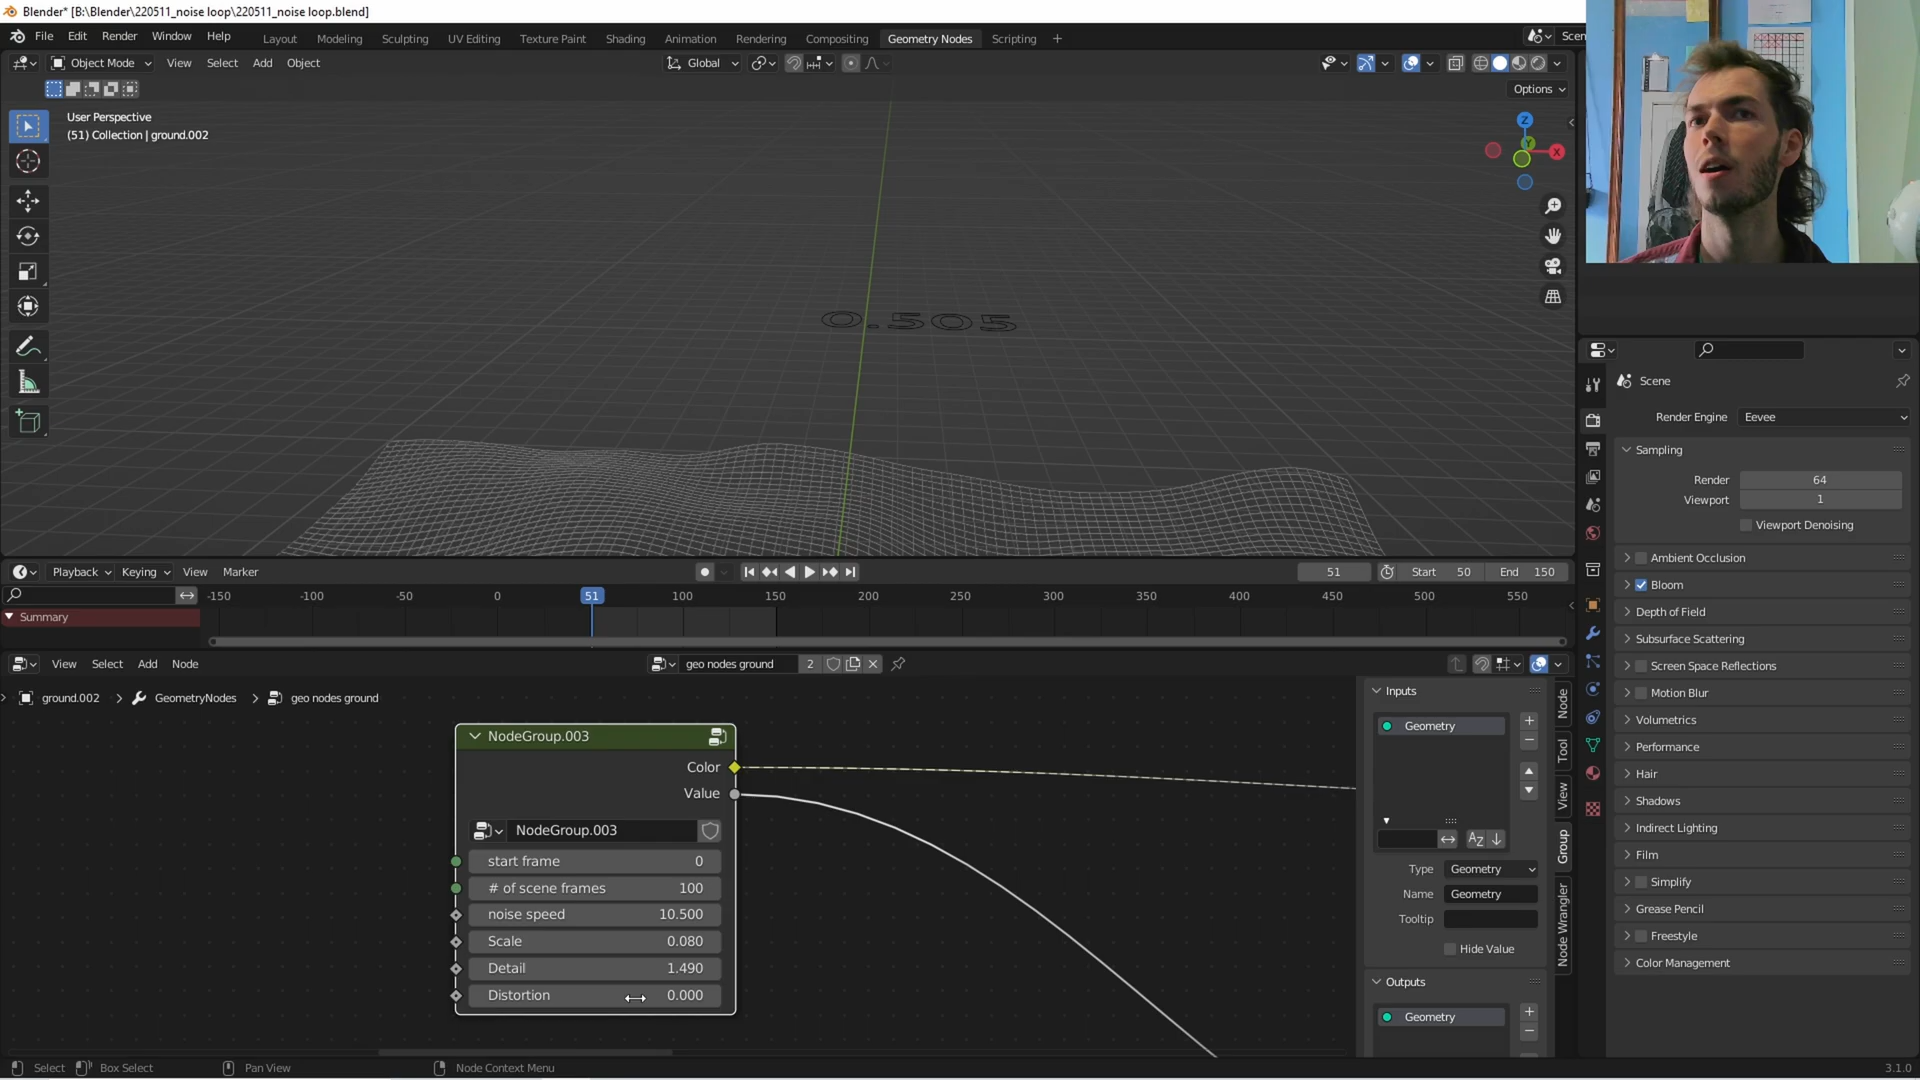 Blender* [B:\Blender\220511_noise loop\220511_noise loop.blend]
File Edit Render Window Help
Layout Modeling Sculpting UV Editing Texture Paint Shading Animation Rendering Compositing Geometry Nodes Scripting +
Scen
Object Mode View Select Add Object
Global
Options
User Perspective
(51) Collection | ground.002
Z
Y
X
0.505
Scene
Render Engine Eevee
Sampling
Render 64
Viewport 1
Viewport Denoising
Ambient Occlusion
Bloom
Depth of Field
Subsurface Scattering
Screen Space Reflections
Motion Blur
Volumetrics
Performance
Hair
Shadows
Indirect Lighting
Film
Simplify
Grease Pencil
Freestyle
Color Management
Playback Keying View Marker
51 Start 50 End 150
-150 -100 -50 0 51 100 150 200 250 300 350 400 450 500 550
Summary
View Select Add Node
geo nodes ground 2
ground.002 > GeometryNodes > geo nodes ground
NodeGroup.003
Color
Value
NodeGroup.003
start frame 0
# of scene frames 100
noise speed 10.500
Scale 0.080
Detail 1.490
Distortion 0.000
Inputs
Geometry
Type Geometry
Name Geometry
Tooltip
Hide Value
Outputs
Geometry
Node
Tool
View
Group
Node Wrangler
Select Box Select Pan View Node Context Menu
3.1.0